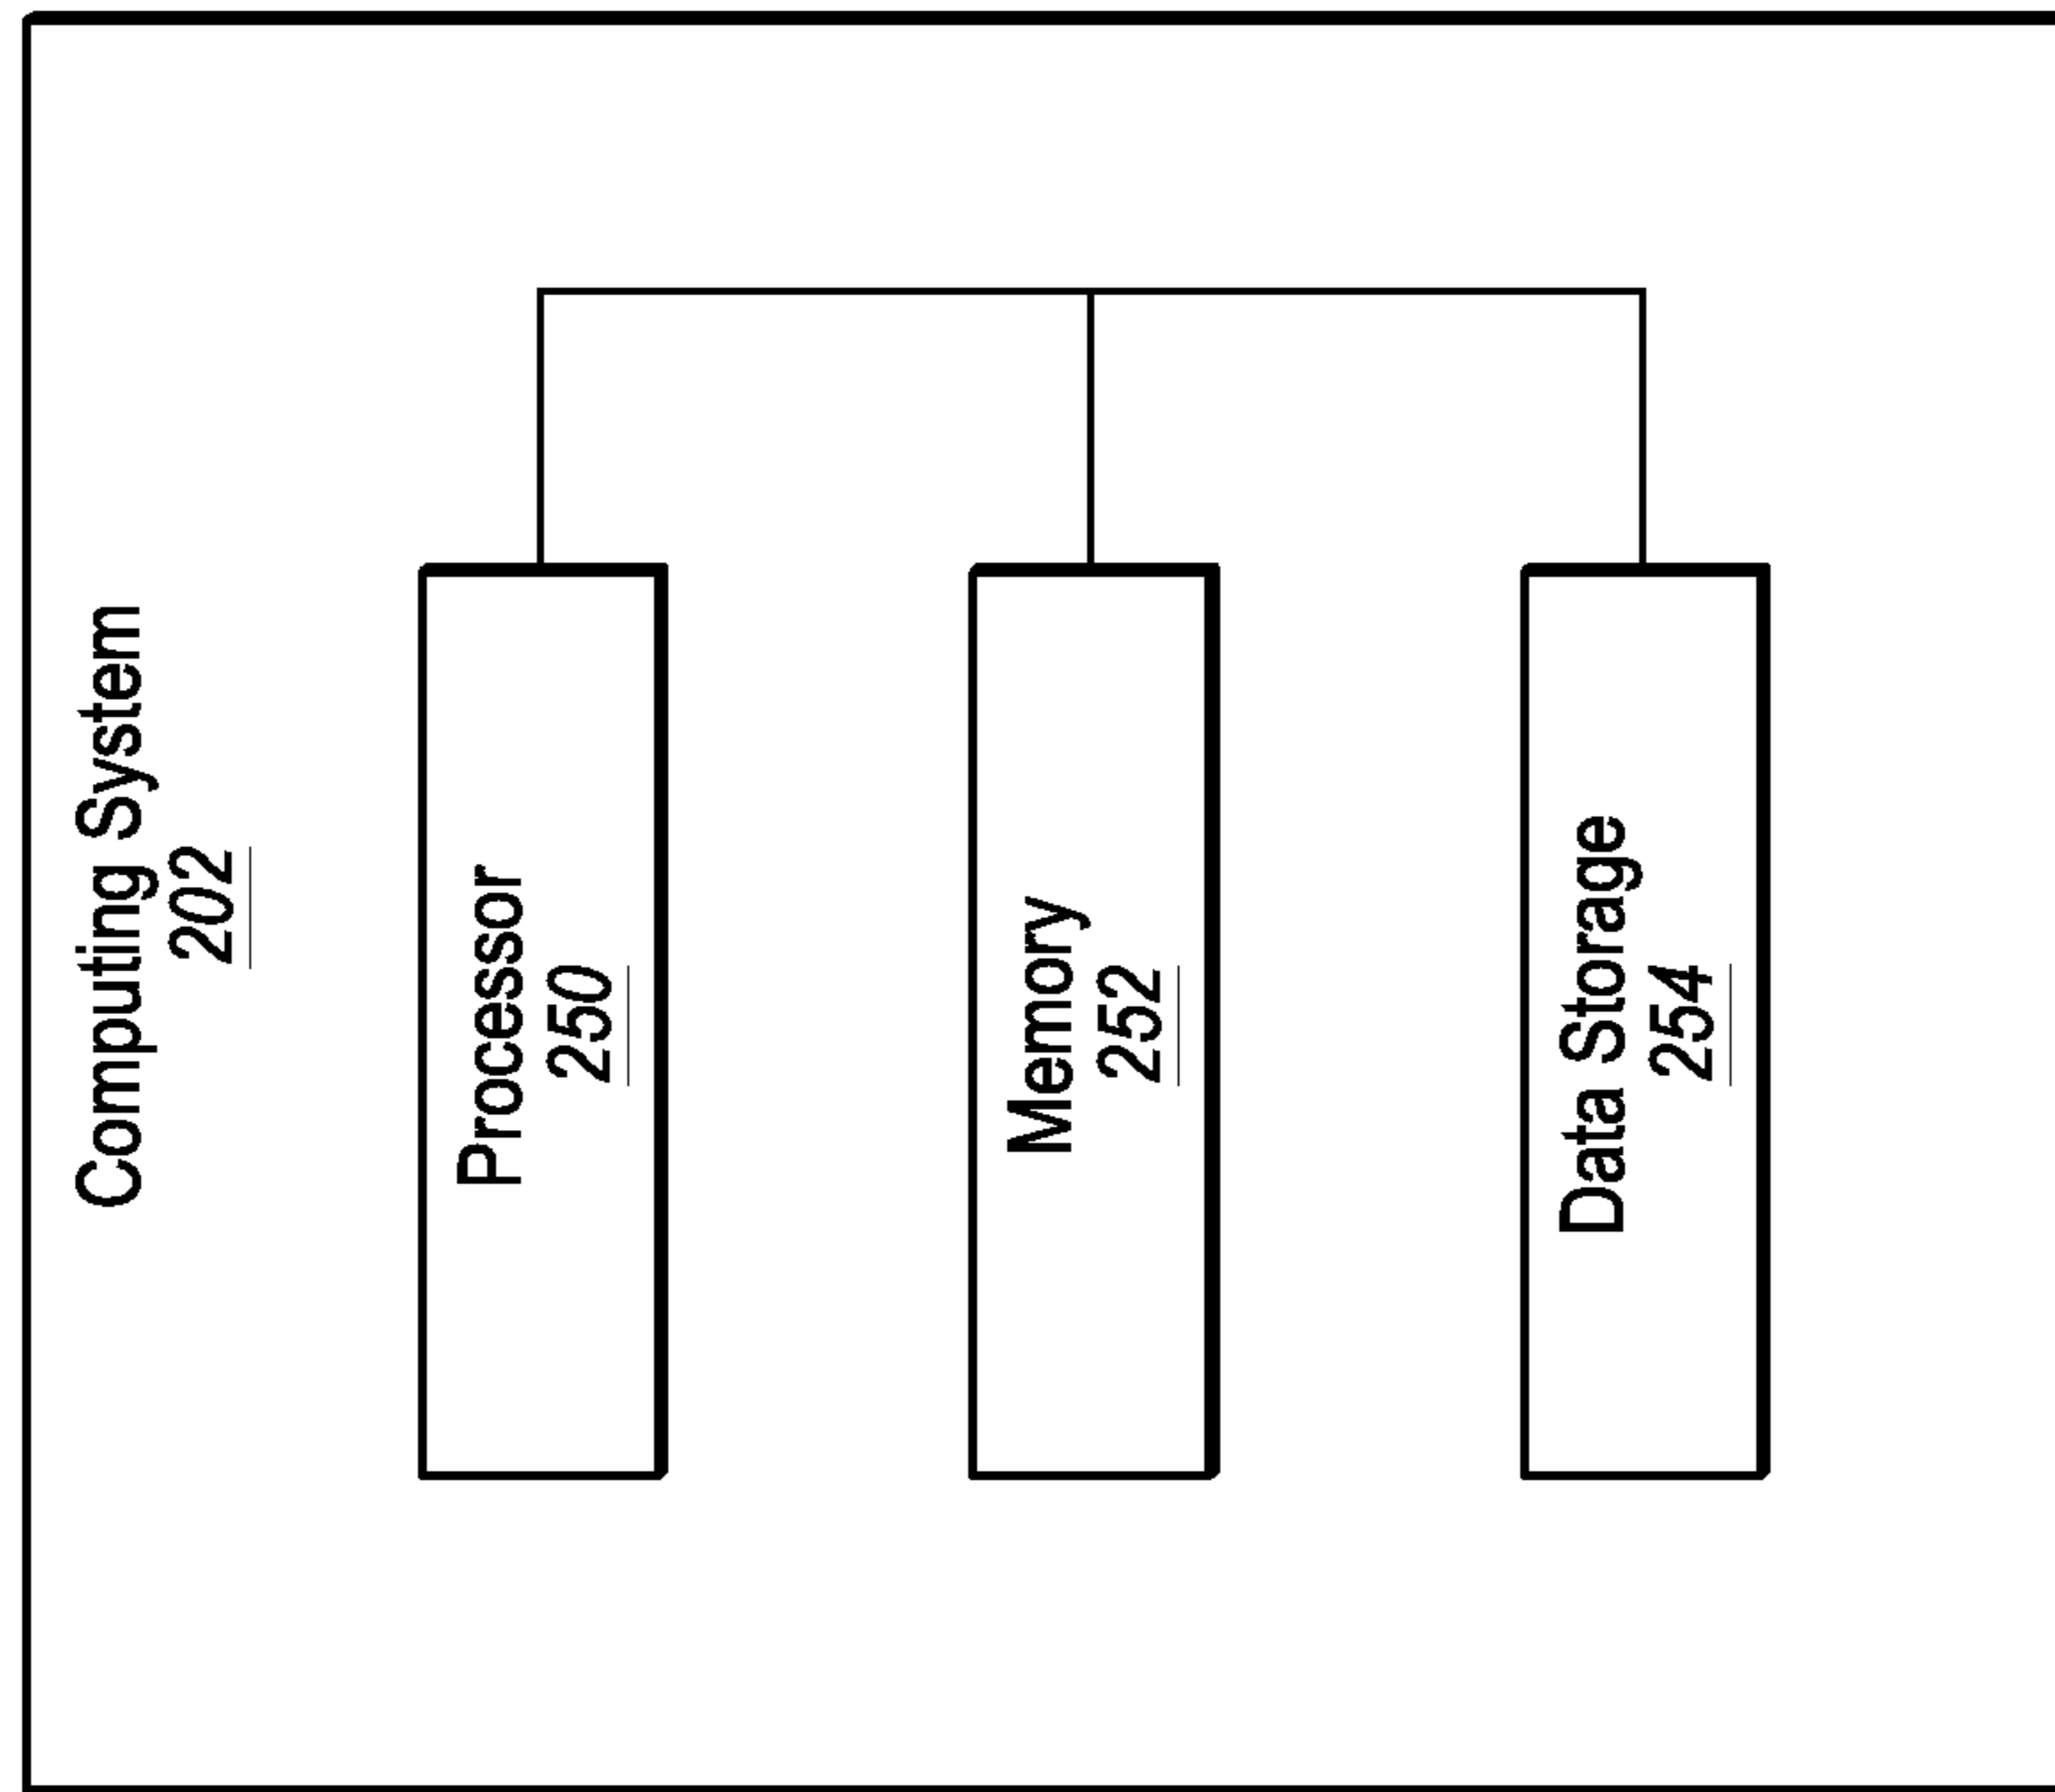 Computing System
202
Processor
250
Memory
252
Data Storage
254